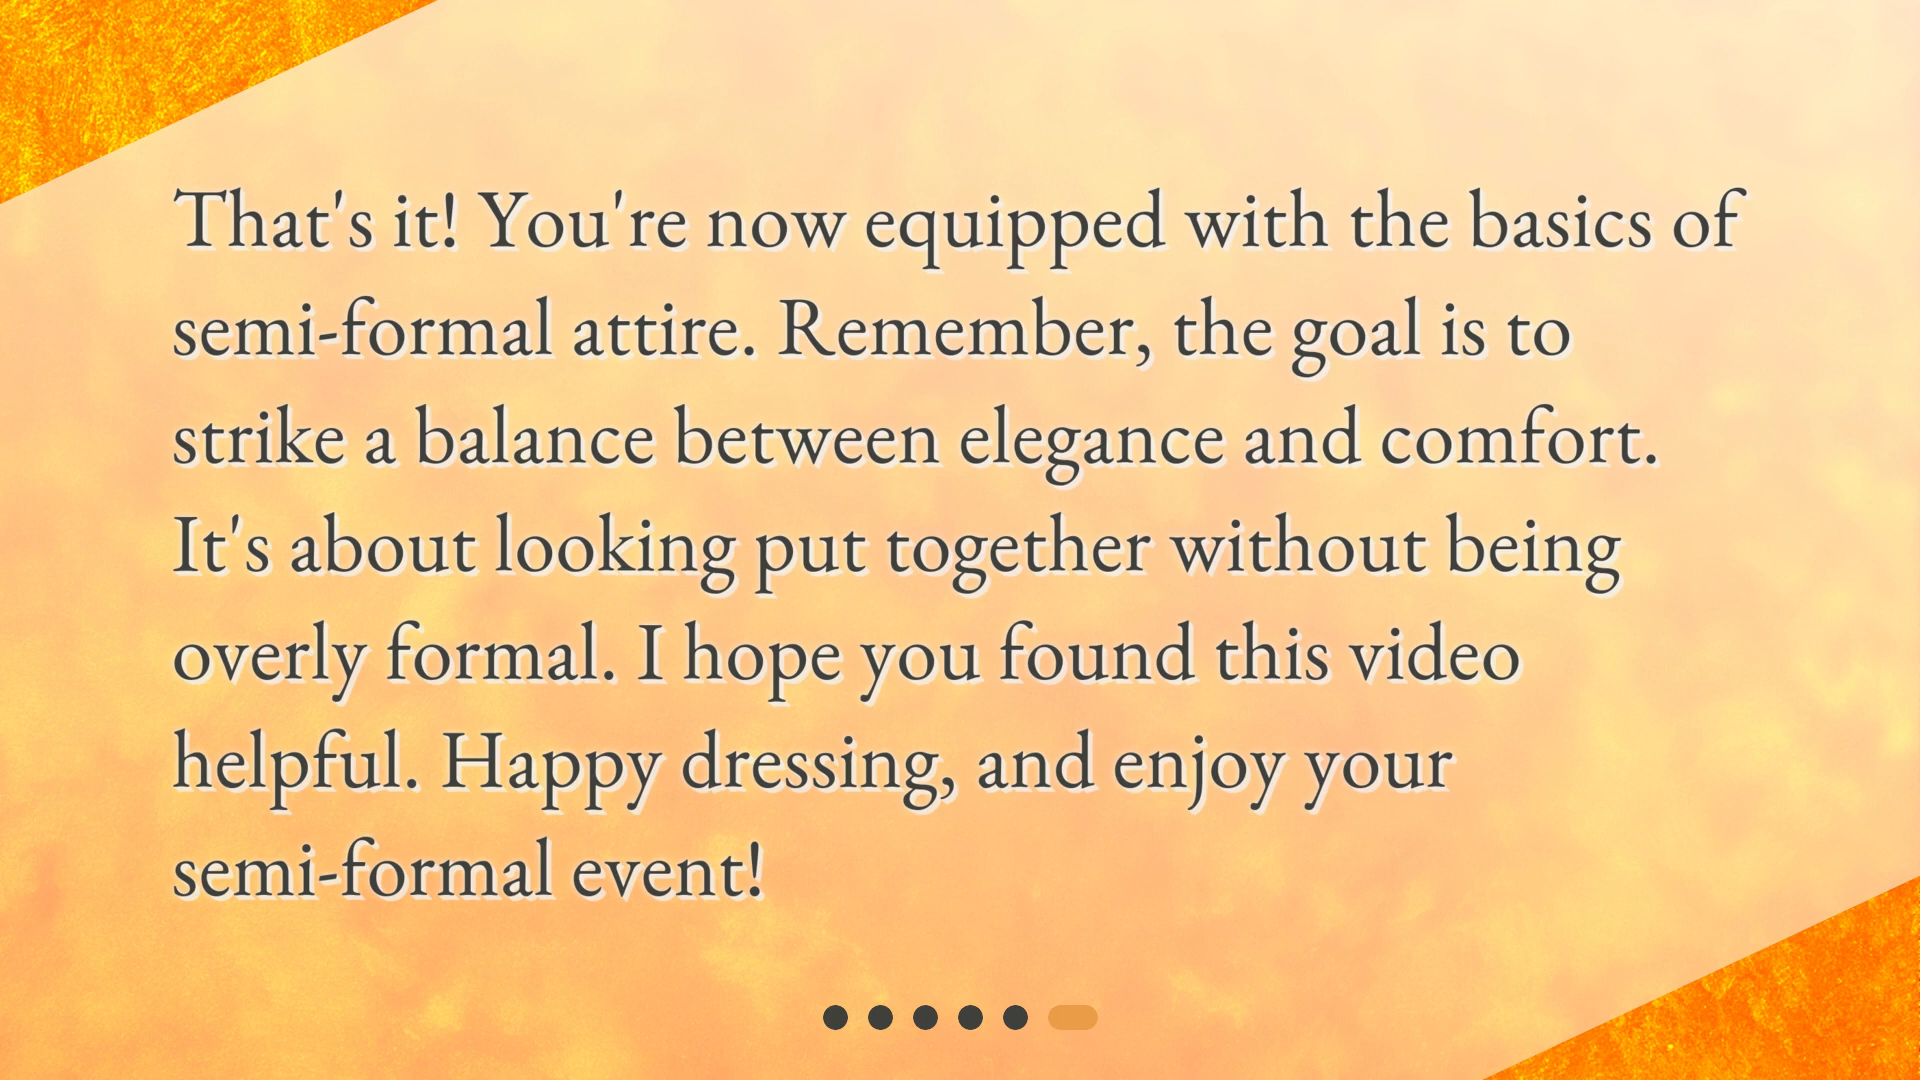 That's it! You're now equipped with the basics of
semi-formal attire. Remember, the goal is to
strike a balance between elegance and comfort.
It's about looking put together without being
overly formal. I hope you found this video
helpful. Happy dressing, and enjoy your
semi-formal event!